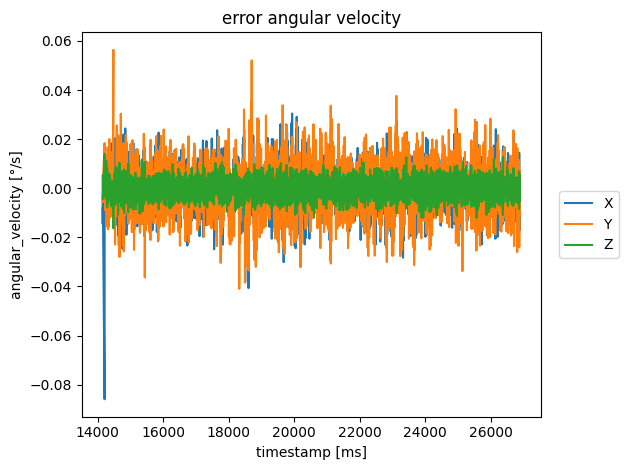 error angular velocity
0.06
0.04
0.02
0.00
−0.02
−0.04
−0.06
−0.08
angular_velocity [°/s]
14000 16000 18000 20000 22000 24000 26000
timestamp [ms]
X
Y
Z